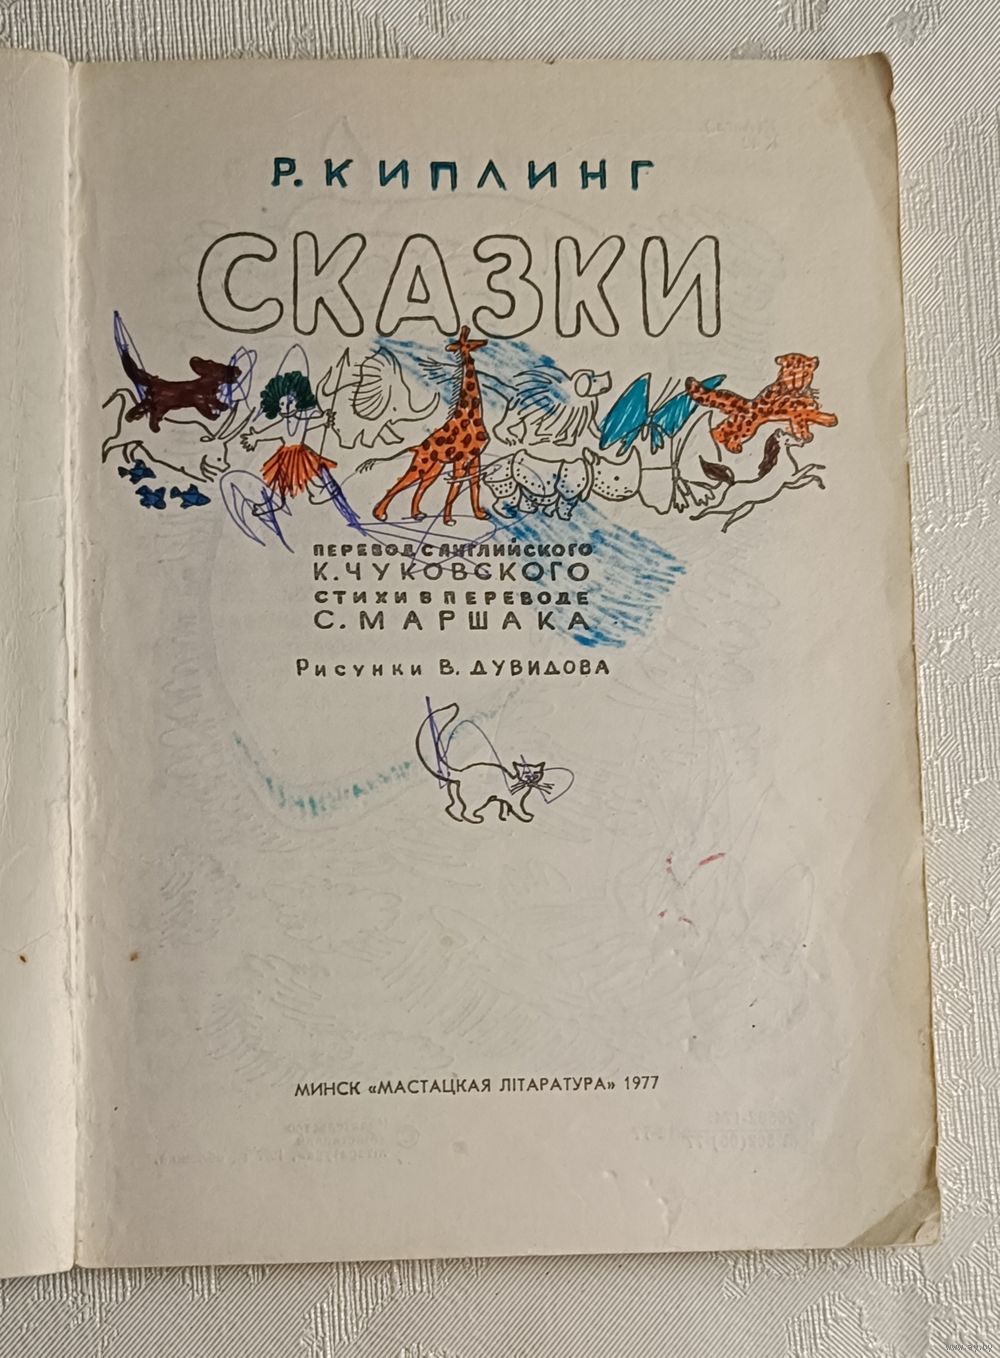 Р. КИПЛИНГ
СКАЗКИ
ПЕРЕВОД С АНГЛИЙСКОГО
К. ЧУКОВСКОГО
СТИХИ В ПЕРЕВОДЕ
С. МАРШАКА
Рисунки В. ДУВИДОВА
МИНСК «МАСТАЦКАЯ ЛІТАРАТУРА» 1977